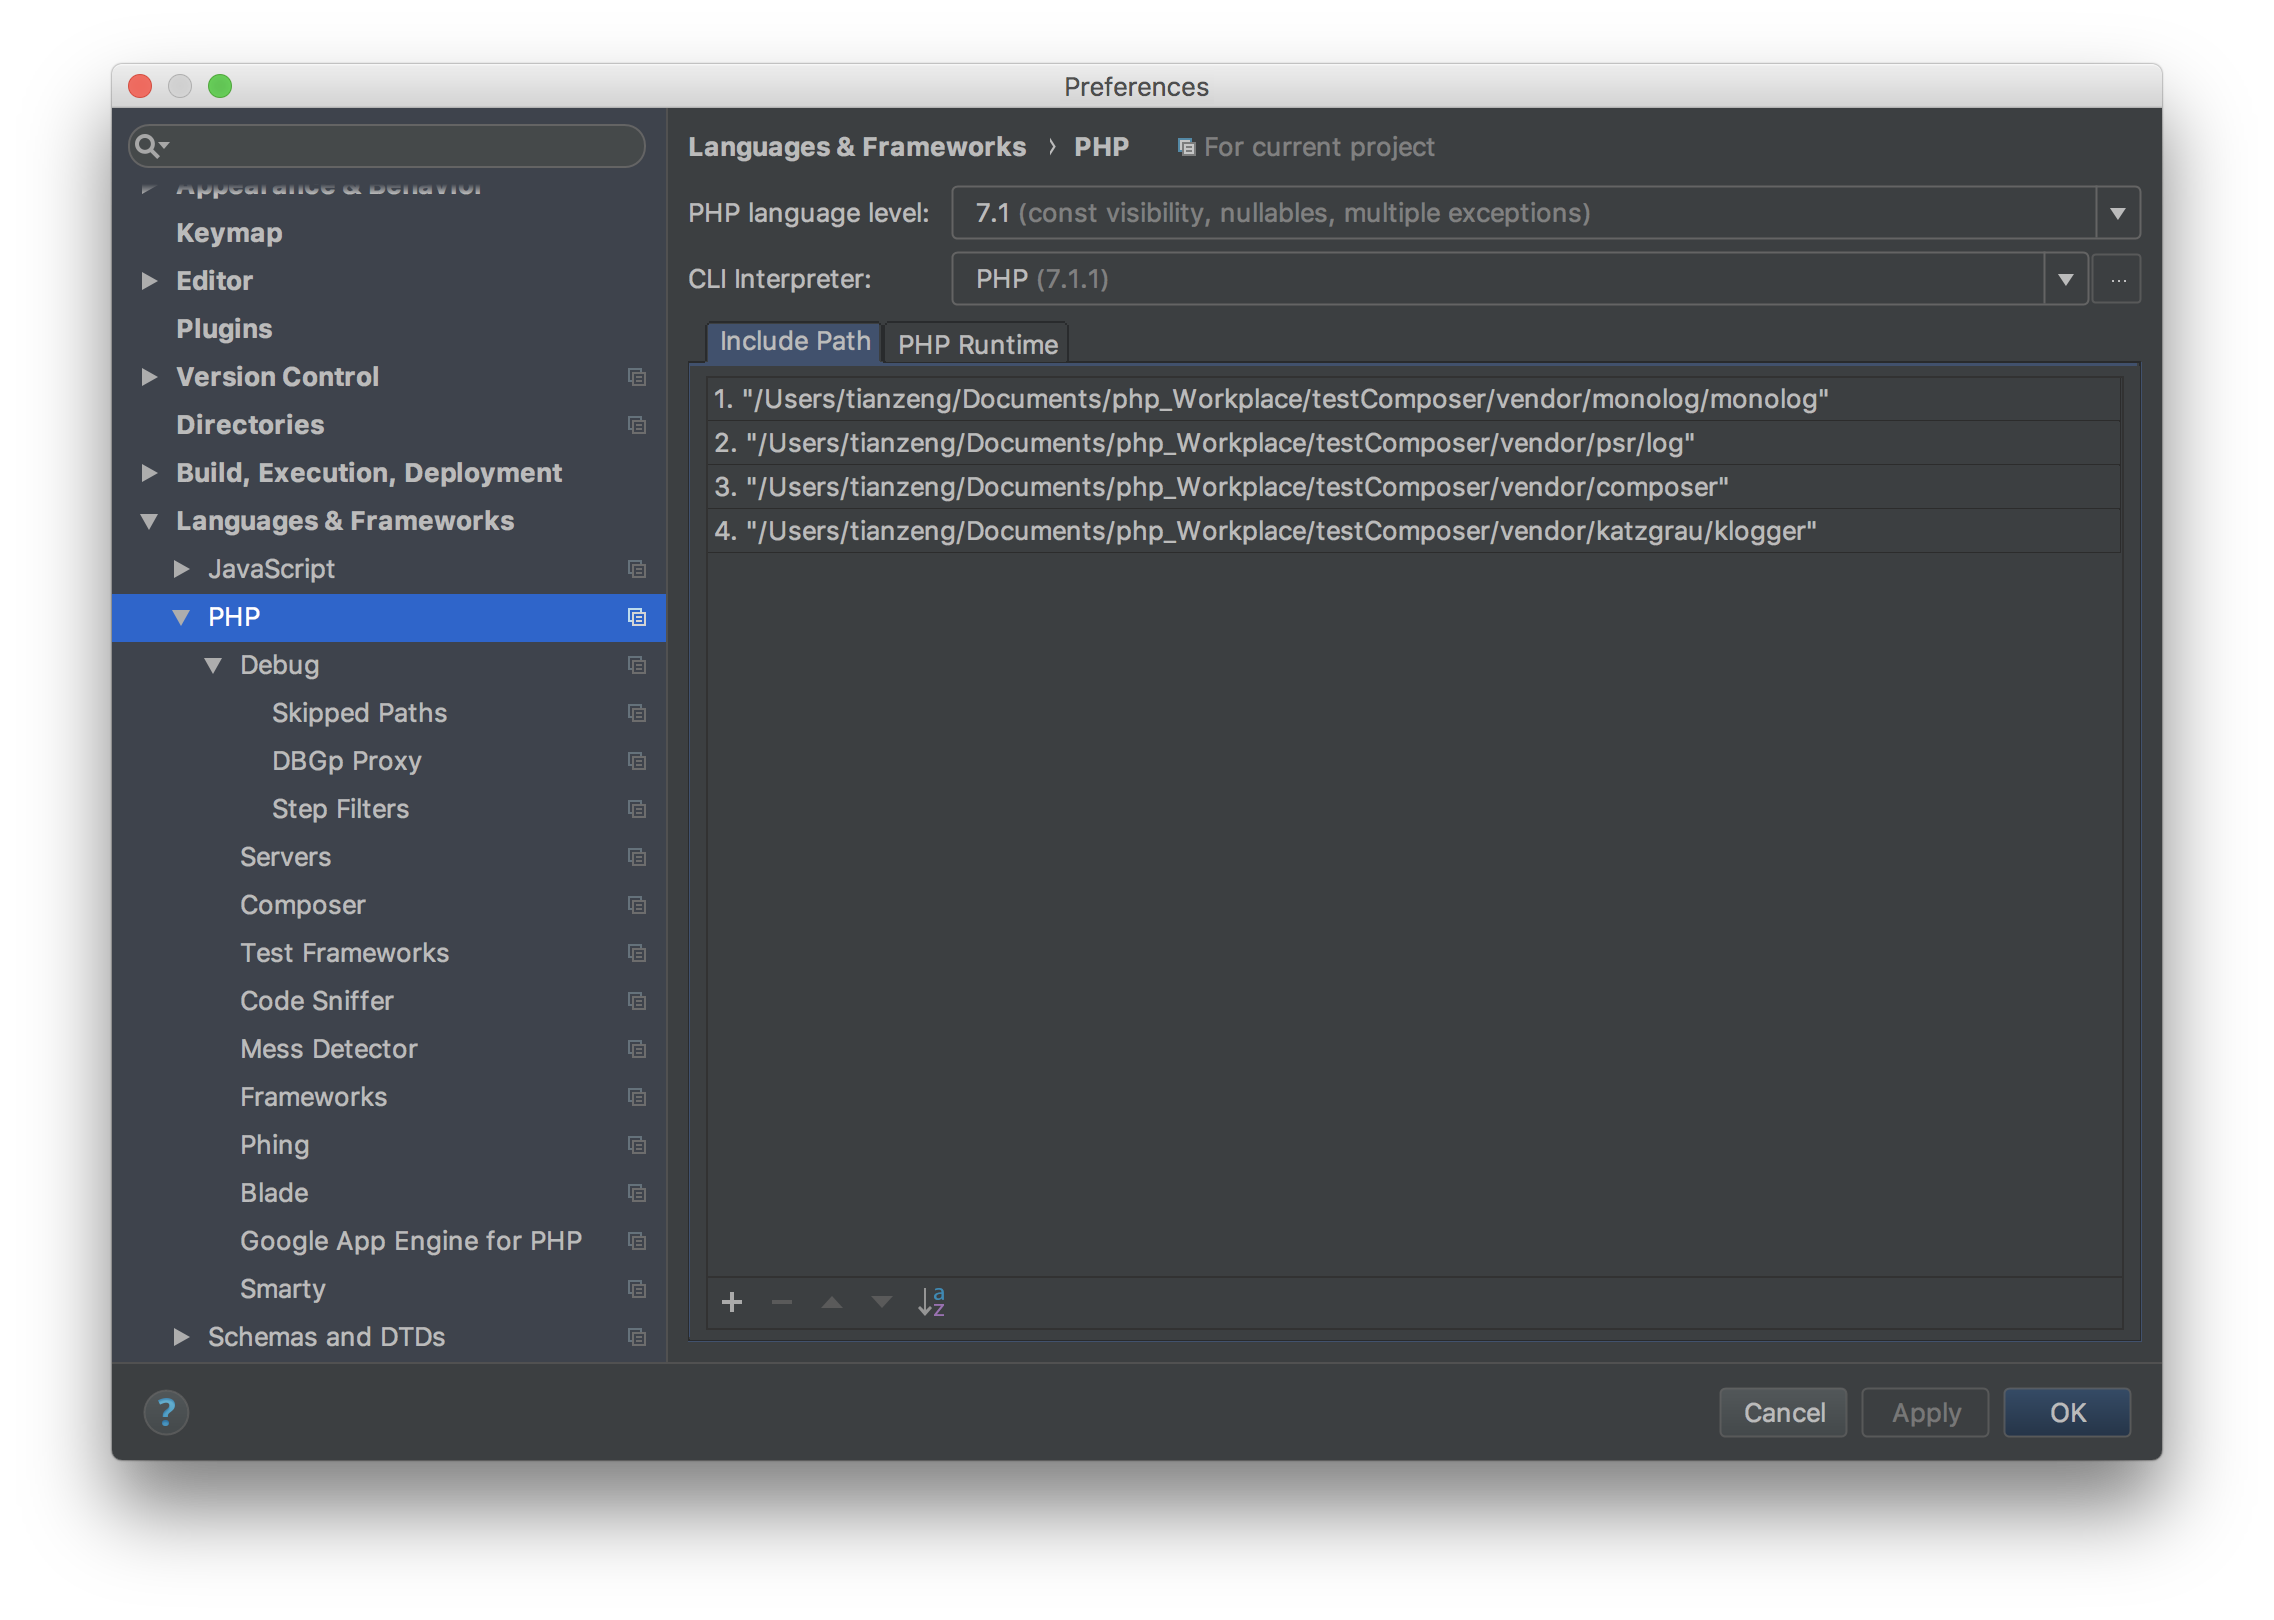 Preferences
Appearance & Behavior
Keymap
Editor
Plugins
Version Control
Directories
Build, Execution, Deployment
Languages & Frameworks
JavaScript
PHP
Debug
Skipped Paths
DBGp Proxy
Step Filters
Servers
Composer
Test Frameworks
Code Sniffer
Mess Detector
Frameworks
Phing
Blade
Google App Engine for PHP
Smarty
Schemas and DTDs
Languages & Frameworks › PHP For current project
PHP language level: 7.1 (const visibility, nullables, multiple exceptions)
CLI Interpreter: PHP (7.1.1) ...
Include Path PHP Runtime
1. "/Users/tianzeng/Documents/php_Workplace/testComposer/vendor/monolog/monolog"
2. "/Users/tianzeng/Documents/php_Workplace/testComposer/vendor/psr/log"
3. "/Users/tianzeng/Documents/php_Workplace/testComposer/vendor/composer"
4. "/Users/tianzeng/Documents/php_Workplace/testComposer/vendor/katzgrau/klogger"
a
z
? Cancel Apply OK